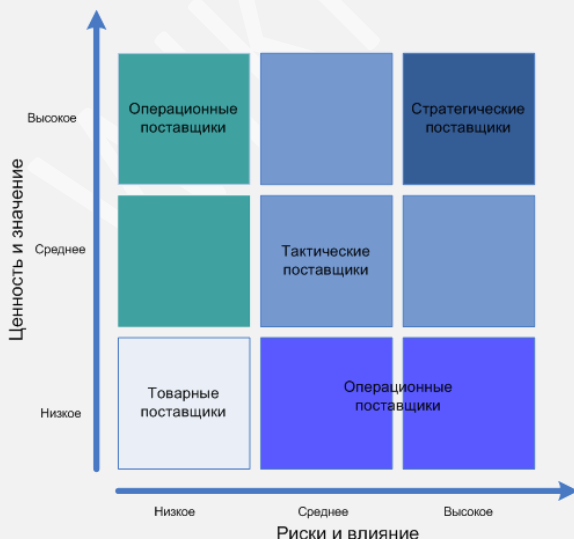 Ценность и значение
Высокое
Среднее
Низкое
Операционные
поставщики
Стратегические
поставщики
Тактические
поставщики
Товарные
поставщики
Операционные
поставщики
Низкое
Среднее
Высокое
Риски и влияние